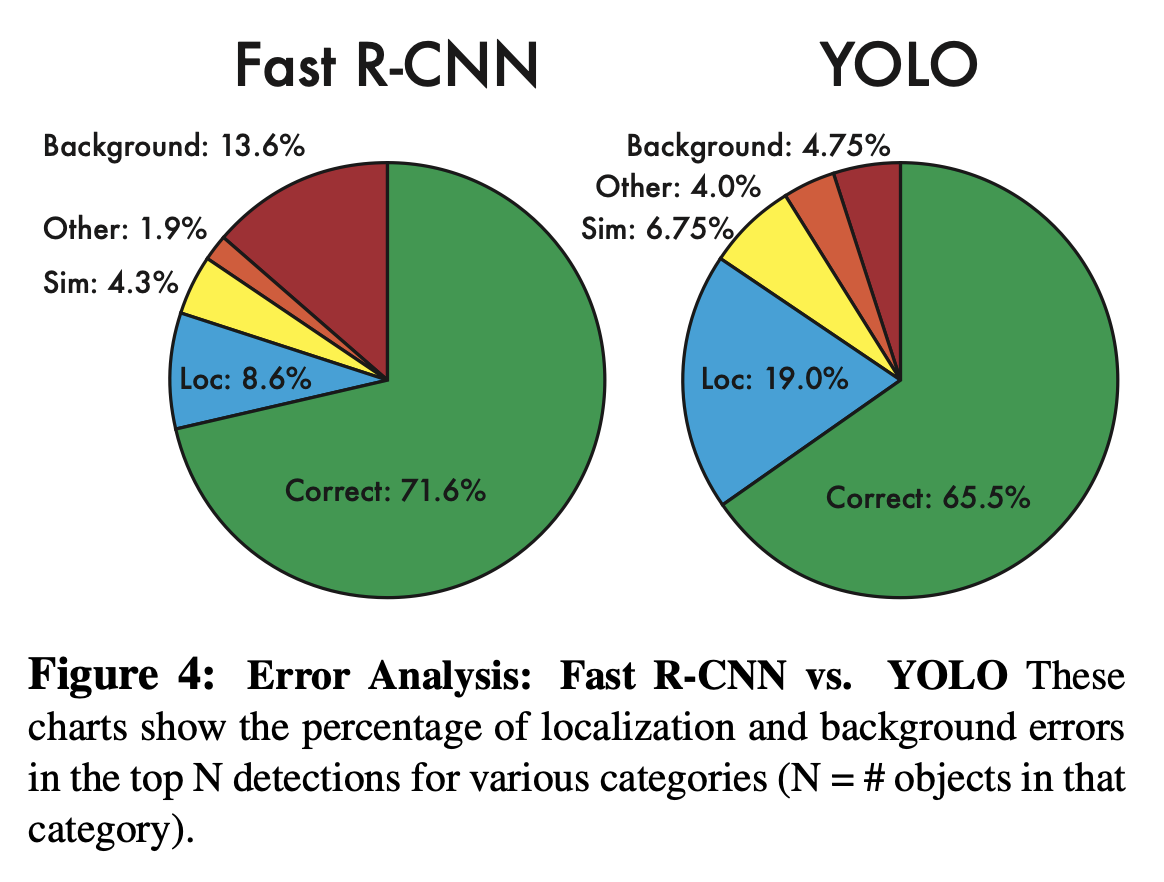 Fast R-CNN
YOLO
Background: 13.6%
Other: 1.9%
Sim: 4.3%
Loc: 8.6%
Correct: 71.6%
Background: 4.75%
Other: 4.0%
Sim: 6.75%
Loc: 19.0%
Correct: 65.5%
Figure 4: Error Analysis: Fast R-CNN vs. YOLO These
charts show the percentage of localization and background errors
in the top N detections for various categories (N = # objects in that
category).